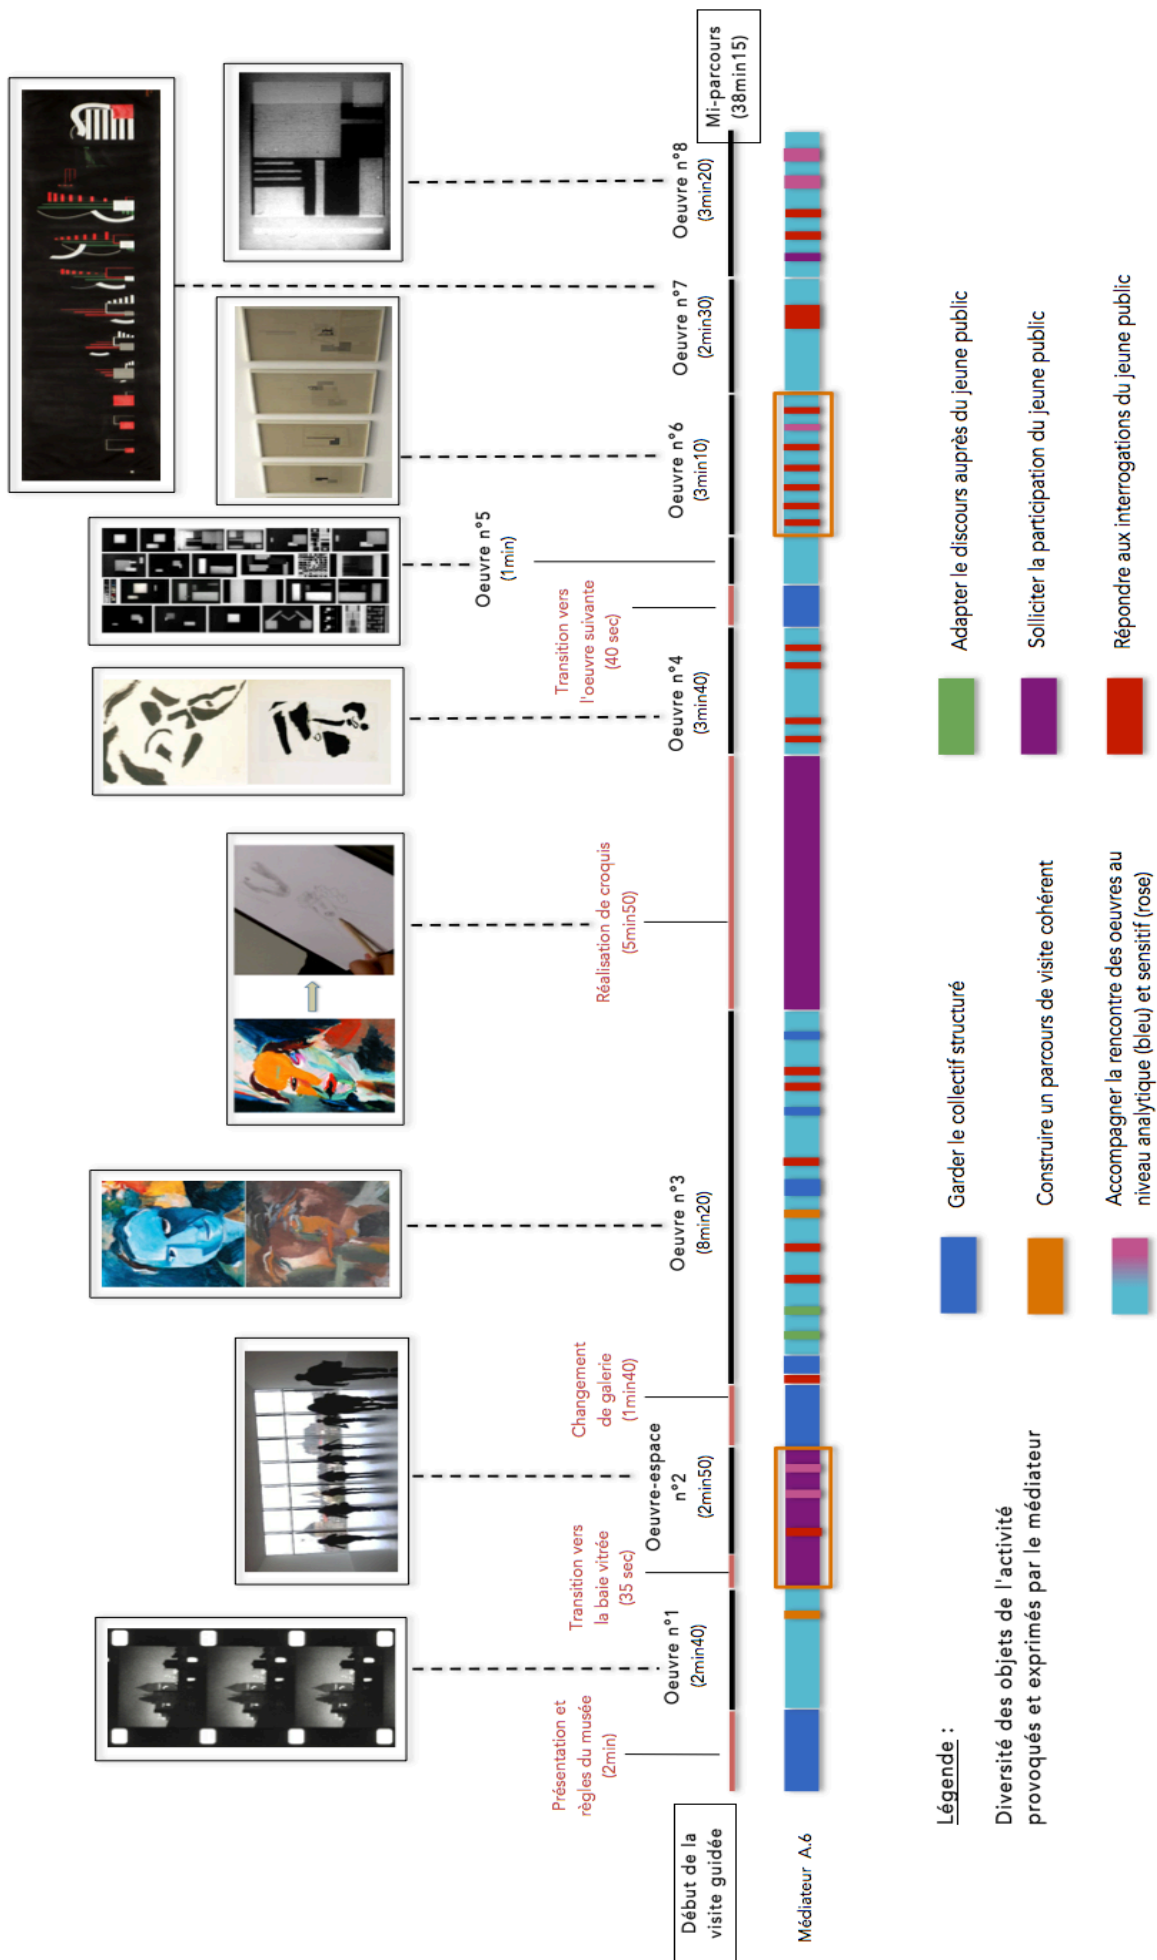 Début de la
visite guidée
Présentation et
règles du musée
(2min)
Oeuvre n°1
(2min40)
Transition vers
la baie vitrée
(35 sec)
Oeuvre-espace
n°2
(2min50)
Changement
de galerie
(1min40)
Oeuvre n°3
(8min20)
Réalisation de croquis
(5min50)
Oeuvre n°4
(3min40)
Transition vers
l'oeuvre suivante
(40 sec)
Oeuvre n°5
(1min)
Oeuvre n°6
(3min10)
Oeuvre n°7
(2min30)
Oeuvre n°8
(3min20)
Mi-parcours
(38min15)
Médiateur A.6
Légende :
Diversité des objets de l'activité
provoqués et exprimés par le médiateur
Garder le collectif structuré
Construire un parcours de visite cohérent
Accompagner la rencontre des oeuvres au
niveau analytique (bleu) et sensitif (rose)
Adapter le discours auprès du jeune public
Solliciter la participation du jeune public
Répondre aux interrogations du jeune public